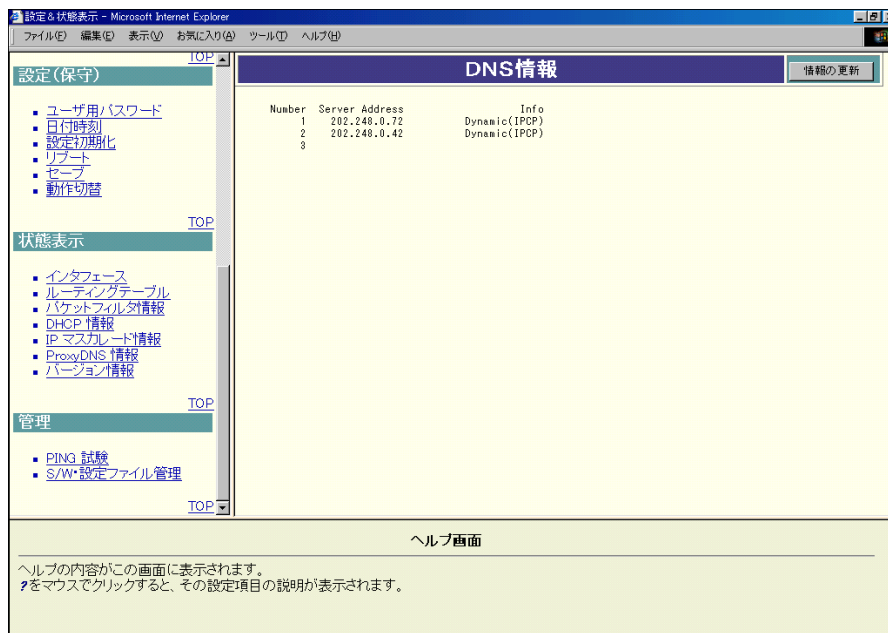 設定&状態表示 - Microsoft Internet Explorer
ファイル(F) 編集(E) 表示(V) お気に入り(A) ツール(T) ヘルプ(H)
TOP
設定(保守)
ユーザ用パスワード
日付時刻
設定初期化
リブート
セーブ
動作切替
TOP
状態表示
インタフェース
ルーティングテーブル
パケットフィルタ情報
DHCP 情報
IP マスカレード情報
ProxyDNS 情報
バージョン情報
TOP
管理
PING 試験
S/W・設定ファイル管理
TOP
DNS情報
情報の更新
Number Server Address Info
1 202.248.0.72 Dynamic(IPCP)
2 202.248.0.42 Dynamic(IPCP)
3
ヘルプ画面
ヘルプの内容がこの画面に表示されます。
?をマウスでクリックすると、その設定項目の説明が表示されます。